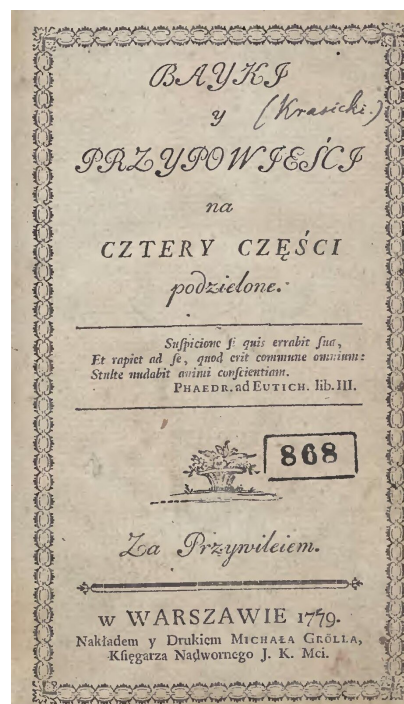 BAYKI
y
(Krasicki.)
PRZYPOWIEŚCI
na
CZTERY CZĘŚCI
podzielone.
Suſpicione ſi quis errabit ſua,
Et rapiet ad ſe, quod erit commune omnium:
Stulte nudabit animi conſcientiam.
PHAEDR. ad EUTICH. lib. III.
868
Za Przywileiem.
W WARSZAWIE 1779.
Nakładem y Drukiem MICHAŁA GRÖLLA,
Kſięgarza Nadwornego J. K. Mci.